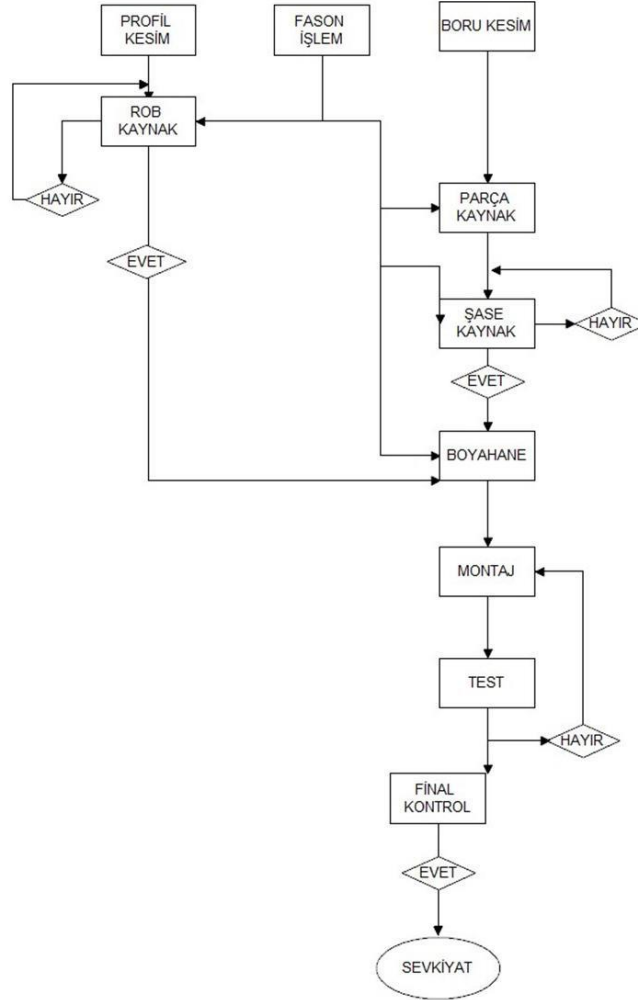 PROFİL
KESİM
FASON
İŞLEM
BORU KESİM
ROB
KAYNAK
HAYIR
PARÇA
KAYNAK
EVET
ŞASE
KAYNAK
HAYIR
EVET
BOYAHANE
MONTAJ
TEST
HAYIR
FİNAL
KONTROL
EVET
SEVKİYAT